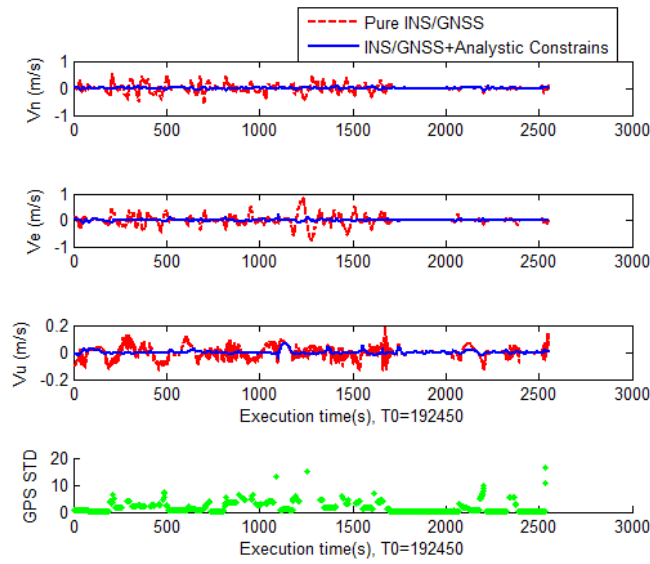 Pure INS/GNSS
INS/GNSS+Analystic Constrains
1
0
-1
Vn (m/s)
0 500 1000 1500 2000 2500 3000
1
0
-1
Ve (m/s)
0 500 1000 1500 2000 2500 3000
0.2
0
-0.2
Vu (m/s)
0 500 1000 1500 2000 2500 3000
Execution time(s), T0=192450
20
10
0
GPS STD
0 500 1000 1500 2000 2500 3000
Execution time(s), T0=192450